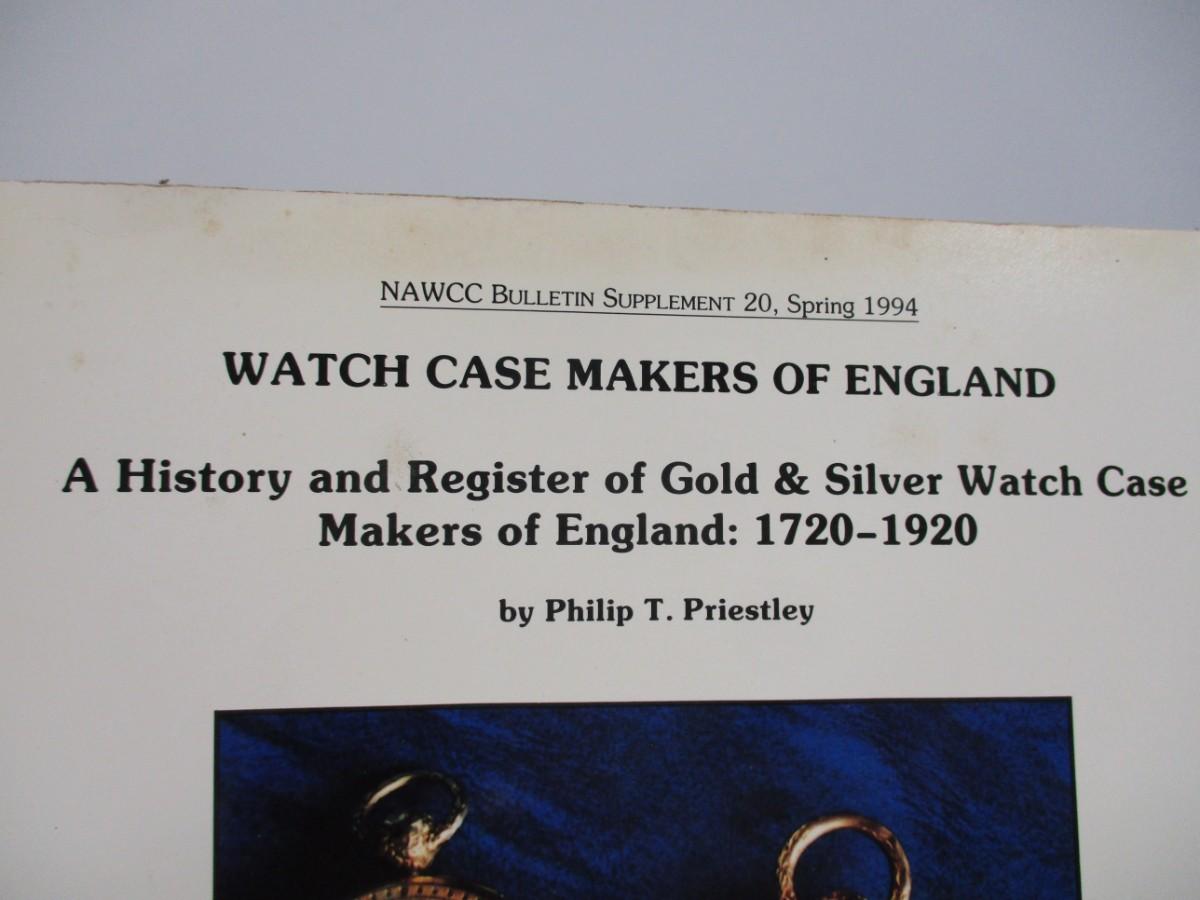 NAWCC BULLETIN SUPPLEMENT 20, Spring 1994
WATCH CASE MAKERS OF ENGLAND
A History and Register of Gold & Silver Watch Case
Makers of England: 1720–1920
by Philip T. Priestley